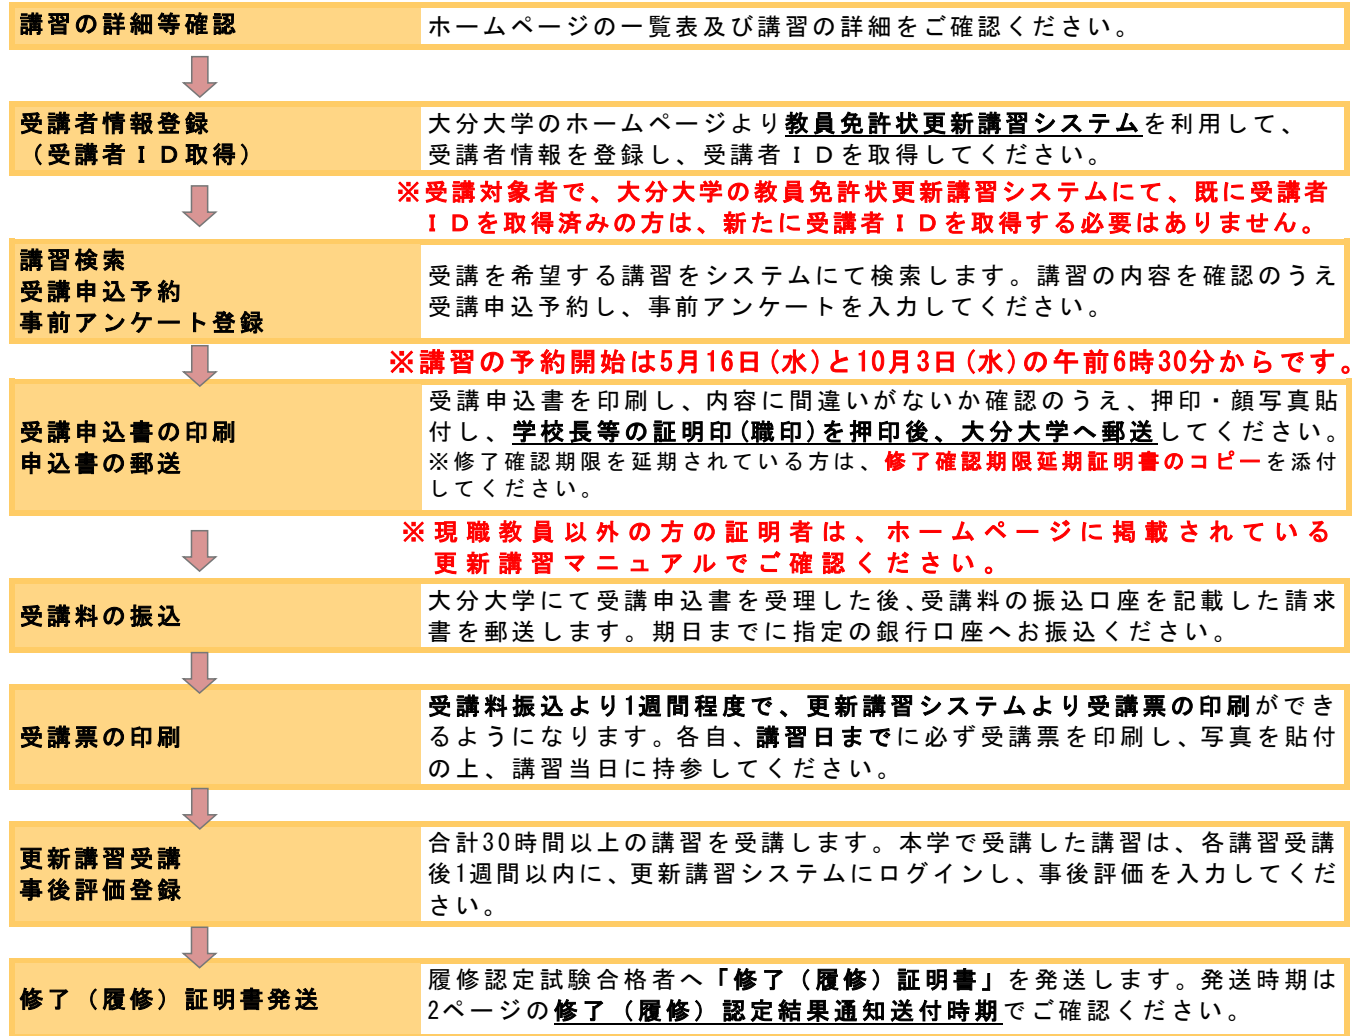 講習の詳細等確認
ホームページの一覧表及び講習の詳細をご確認ください。
受講者情報登録
（受講者ＩＤ取得）
大分大学のホームページより教員免許状更新講習システムを利用して、
受講者情報を登録し、受講者ＩＤを取得してください。
※受講対象者で、大分大学の教員免許状更新講習システムにて、既に受講者
ＩＤを取得済みの方は、新たに受講者ＩＤを取得する必要はありません。
講習検索
受講申込予約
事前アンケート登録
受講を希望する講習をシステムにて検索します。講習の内容を確認のうえ
受講申込予約し、事前アンケートを入力してください。
※講習の予約開始は5月16日(水)と10月3日(水)の午前6時30分からです。
受講申込書の印刷
申込書の郵送
受講申込書を印刷し、内容に間違いがないか確認のうえ、押印・顔写真貼
付し、学校長等の証明印(職印)を押印後、大分大学へ郵送してください。
※修了確認期限を延期されている方は、修了確認期限延期証明書のコピーを添付
してください。
※現職教員以外の方の証明者は、ホームページに掲載されている
更新講習マニュアルでご確認ください。
受講料の振込
大分大学にて受講申込書を受理した後、受講料の振込口座を記載した請求
書を郵送します。期日までに指定の銀行口座へお振込ください。
受講票の印刷
受講料振込より1週間程度で、更新講習システムより受講票の印刷ができ
るようになります。各自、講習日までに必ず受講票を印刷し、写真を貼付
の上、講習当日に持参してください。
更新講習受講
事後評価登録
合計30時間以上の講習を受講します。本学で受講した講習は、各講習受講
後1週間以内に、更新講習システムにログインし、事後評価を入力してくだ
さい。
修了（履修）証明書発送
履修認定試験合格者へ「修了（履修）証明書」を発送します。発送時期は
2ページの修了（履修）認定結果通知送付時期でご確認ください。